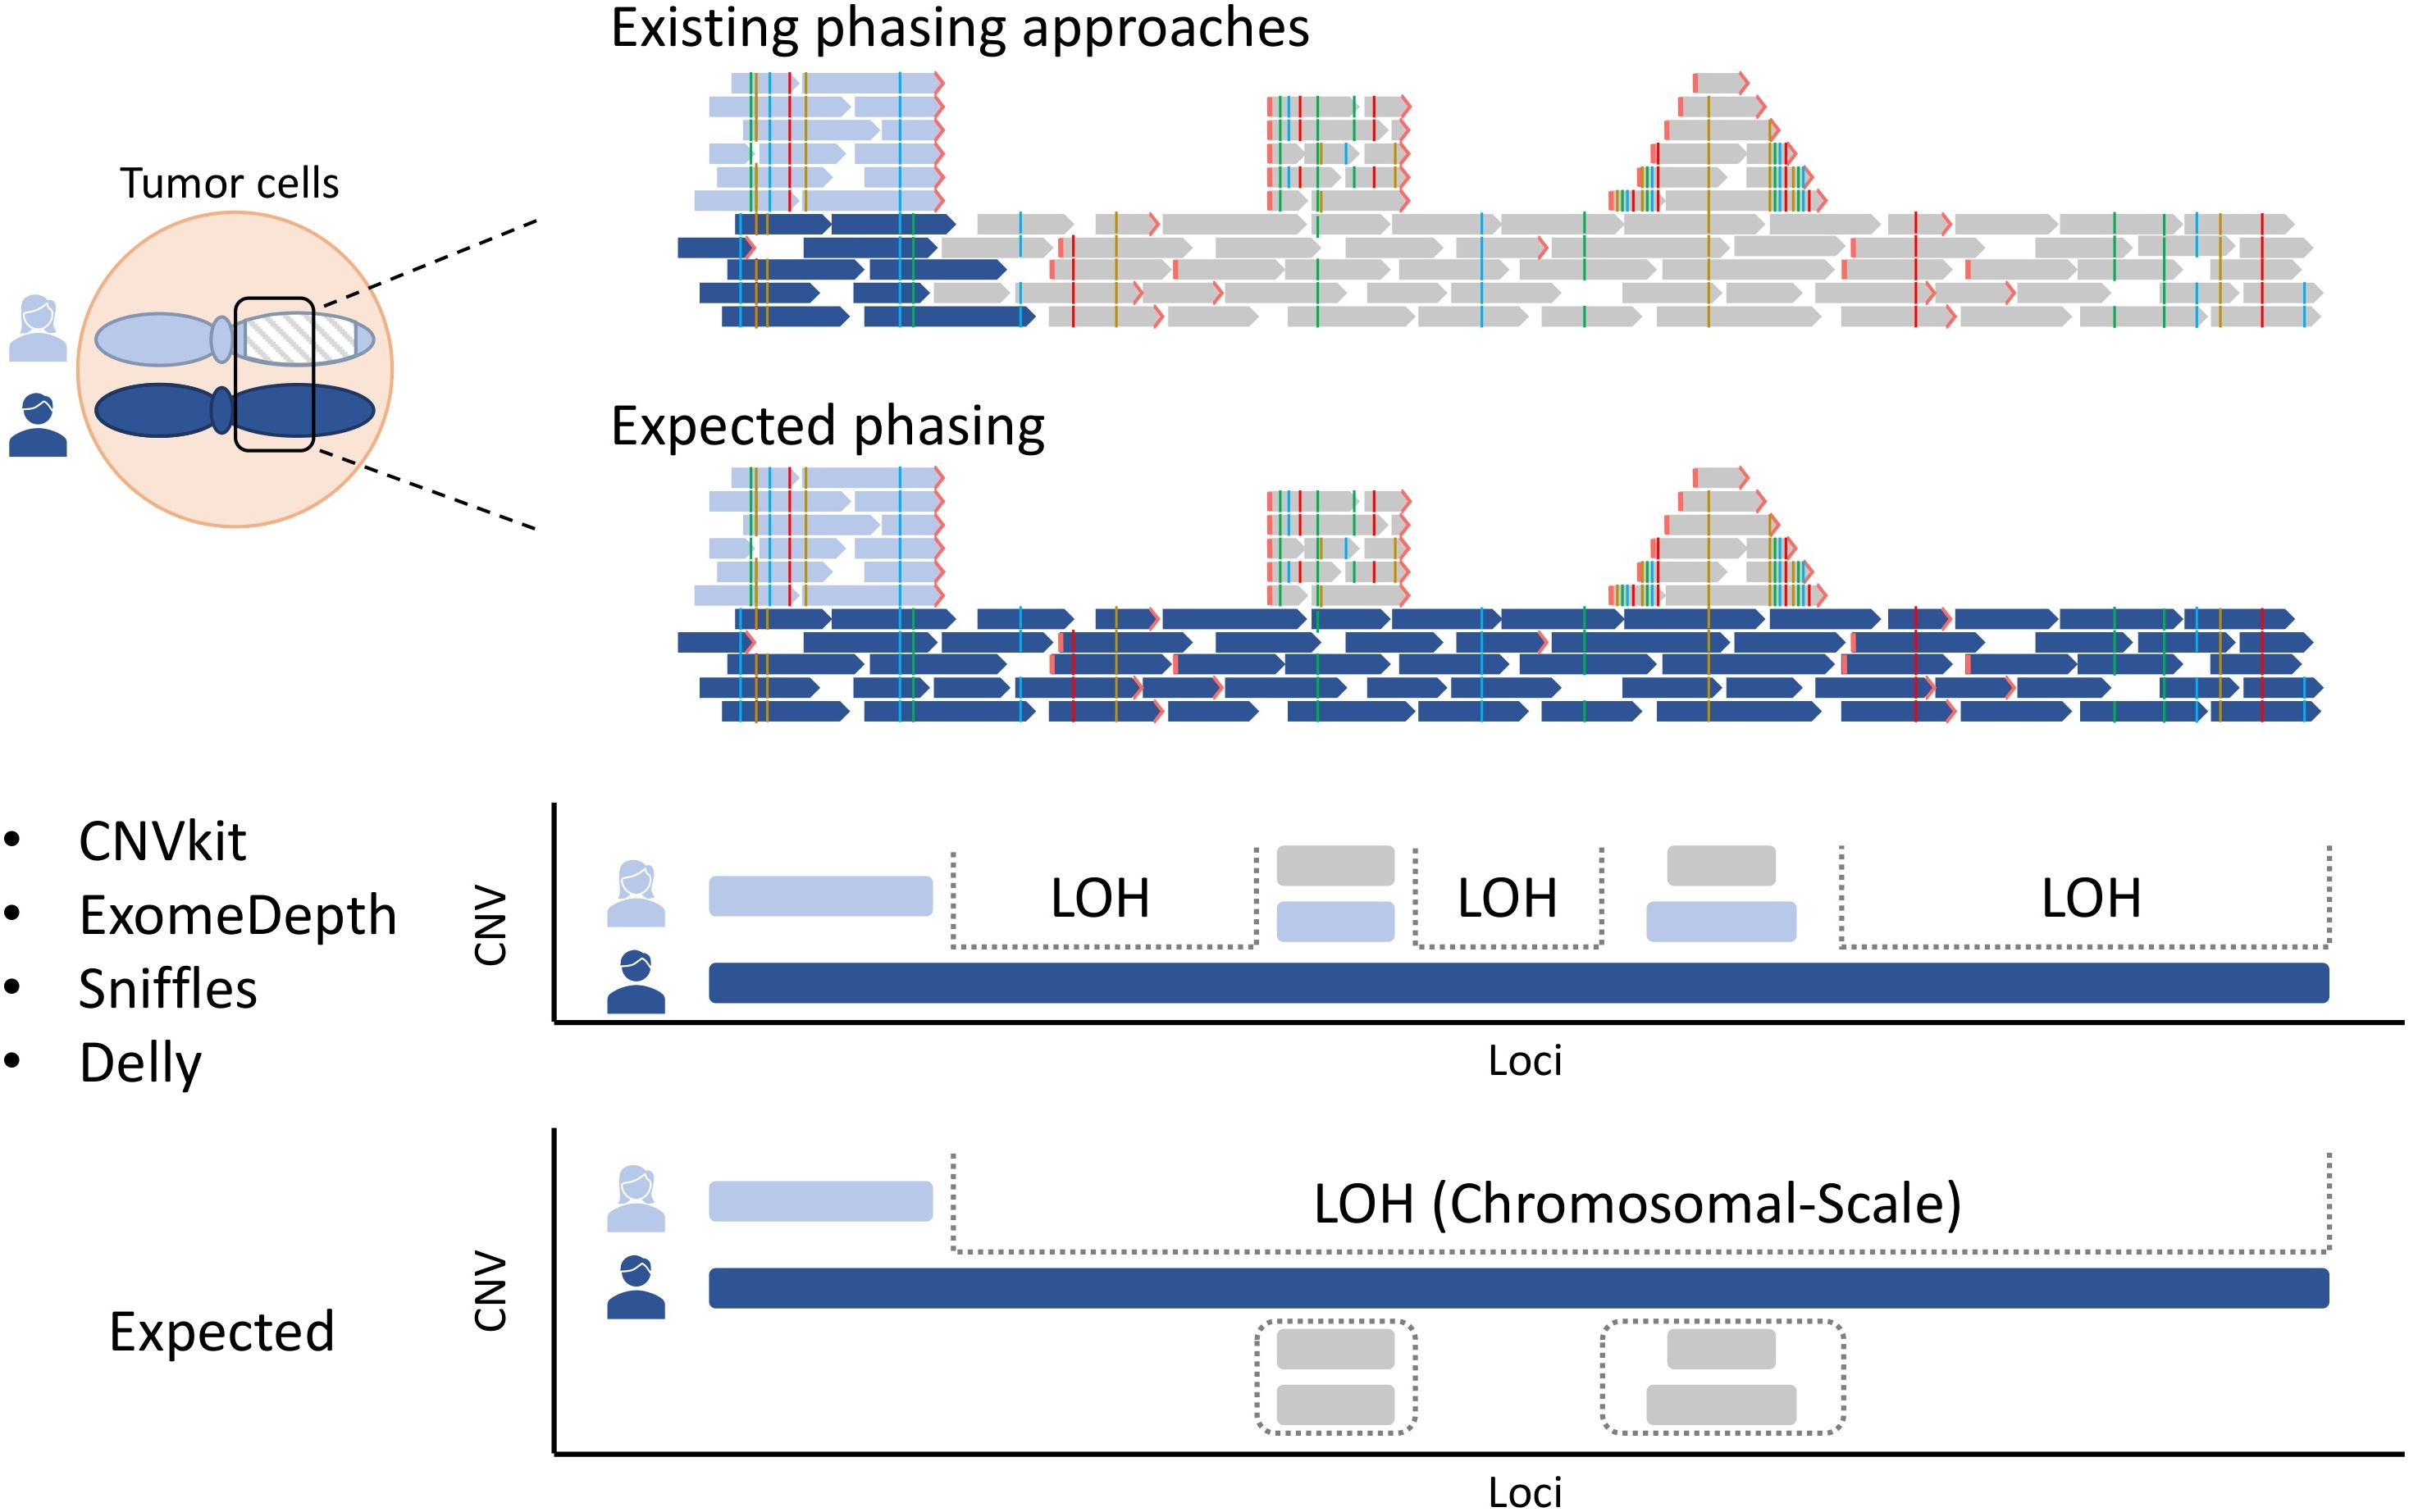 Existing phasing approaches
Tumor cells
Expected phasing
• CNVkit
• ExomeDepth
• Sniffles
• Delly
CNV
LOH
LOH
LOH
Loci
Expected
CNV
LOH (Chromosomal-Scale)
Loci